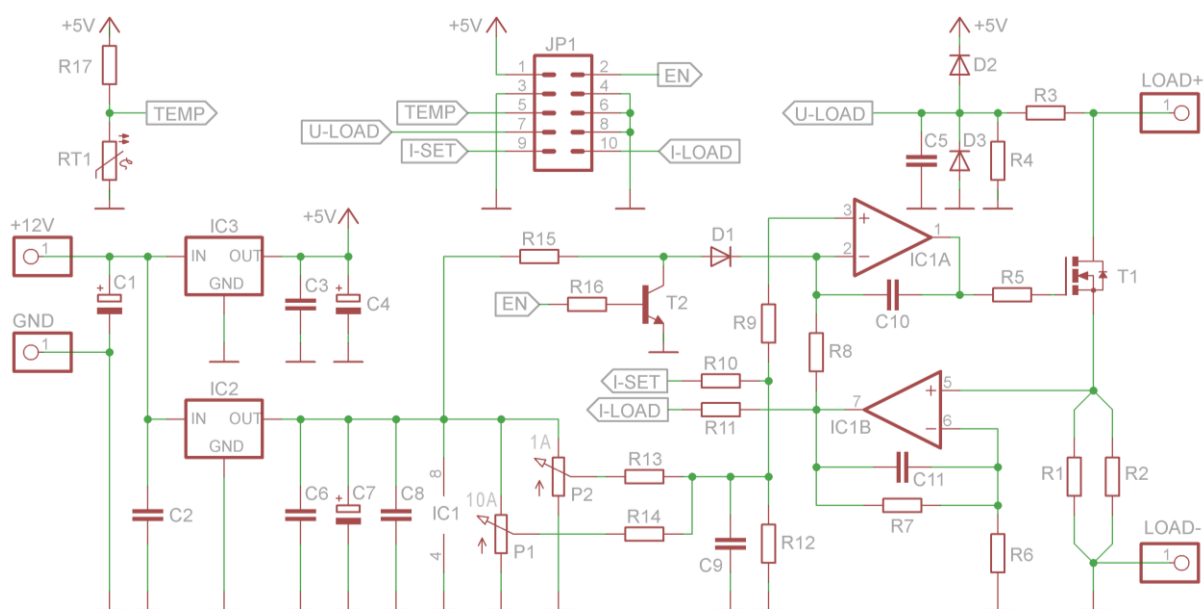 +5V
R17
TEMP
RT1
+5V
JP1
1 2
3 4
5 6
7 8
9 10
EN
TEMP
U-LOAD
I-SET
I-LOAD
+5V
D2
U-LOAD
R3
LOAD+
1
C5
D3
R4
+12V
1
C1
IC3
IN OUT
GND
+5V
C3
C4
GND
1
R15
D1
EN
R16
T2
3
+
2
−
1
IC1A
C10
R5
T1
R9
R8
I-SET
R10
I-LOAD
R11
IC2
IN OUT
GND
C2
C6
C7
C8
8
IC1
4
1A
P2
10A
P1
R13
R14
C9
R12
7
IC1B
+
5
−
6
C11
R7
R6
R1
R2
LOAD-
1